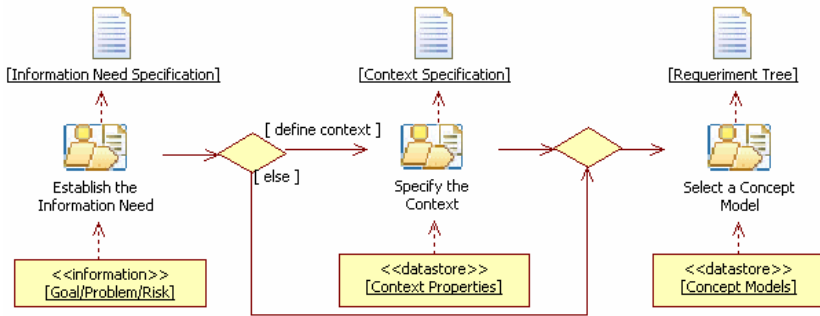 [Information Need Specification]
[Context Specification]
[Requeriment Tree]
[ define context ]
[ else ]
Establish the
Information Need
Specify the
Context
Select a Concept
Model
<<information>>
[Goal/Problem/Risk]
<<datastore>>
[Context Properties]
<<datastore>>
[Concept Models]